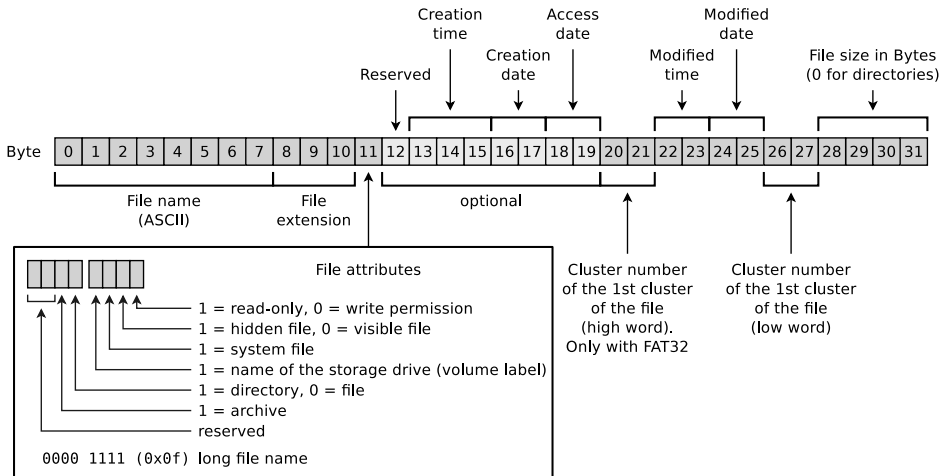 Creation
time
Access
date
Modified
date
Reserved
Creation
date
Modified
time
File size in Bytes
(0 for directories)
Byte 0 1 2 3 4 5 6 7 8 9 10 11 12 13 14 15 16 17 18 19 20 21 22 23 24 25 26 27 28 29 30 31
File name
(ASCII)
File
extension
optional
Cluster number
of the 1st cluster
of the file
(high word).
Only with FAT32
Cluster number
of the 1st cluster
of the file
(low word)
File attributes
1 = read-only, 0 = write permission
1 = hidden file, 0 = visible file
1 = system file
1 = name of the storage drive (volume label)
1 = directory, 0 = file
1 = archive
reserved
0000 1111 (0x0f) long file name